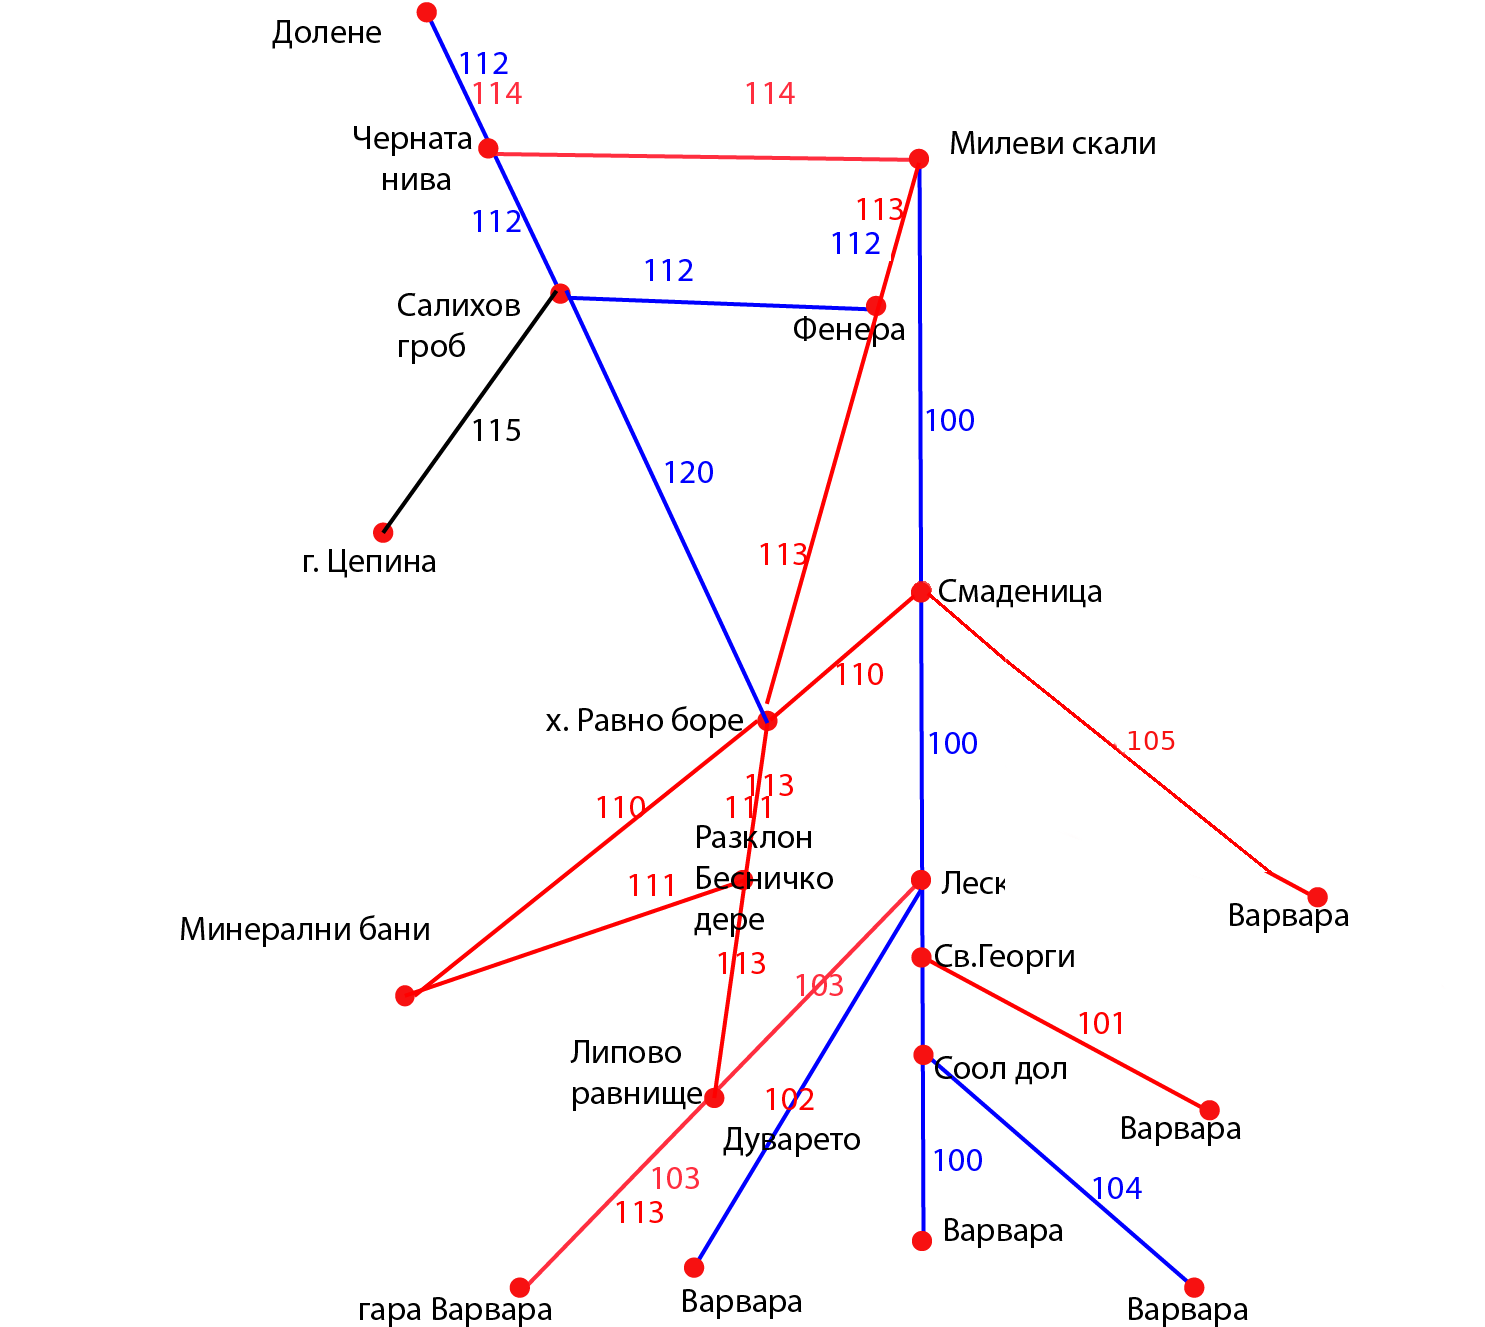 Долене
112
114
114
Черната
нива
Милеви скали
113
112
112
112
Салихов
гроб
Фенера
100
115
120
г. Цепина
113
Смаденица
110
х. Равно боре
100
105
113
110
111
Разклон
Бесничко
дере
111
Леск
Варвара
Минерални бани
Св.Георги
113
103
101
Липово
равнище
Соол дол
102
Дуварето
Варвара
100
103
104
113
Варвара
гара Варвара
Варвара
Варвара